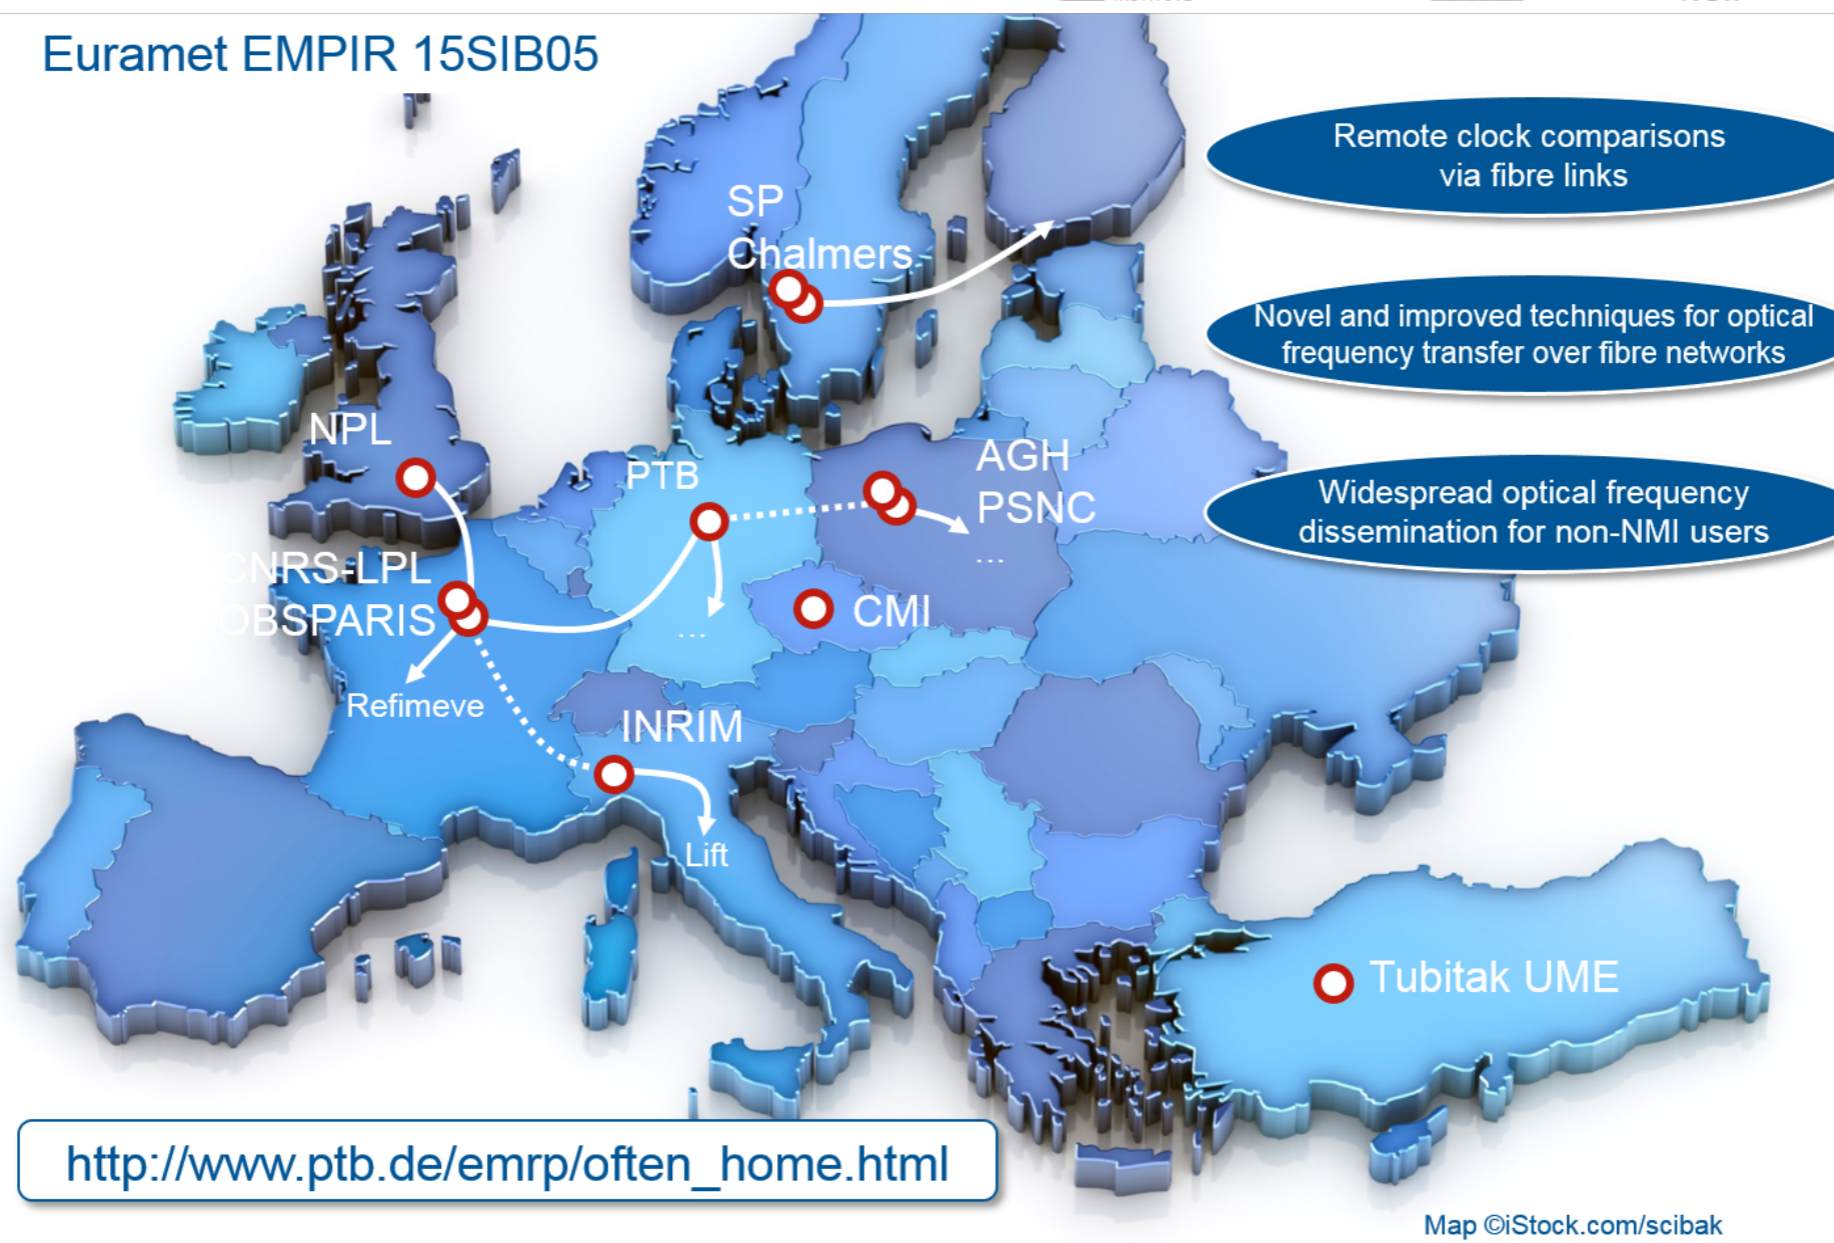 Euramet EMPIR 15SIB05
Remote clock comparisons
via fibre links
SP
Chalmers
Novel and improved techniques for optical
frequency transfer over fibre networks
NPL
PTB
AGH
PSNC
...
Widespread optical frequency
dissemination for non-NMI users
CNRS-LPL
OBSPARIS
...
CMI
Refimeve
INRIM
Lift
Tubitak UME
http://www.ptb.de/emrp/often_home.html
Map ©iStock.com/scibak